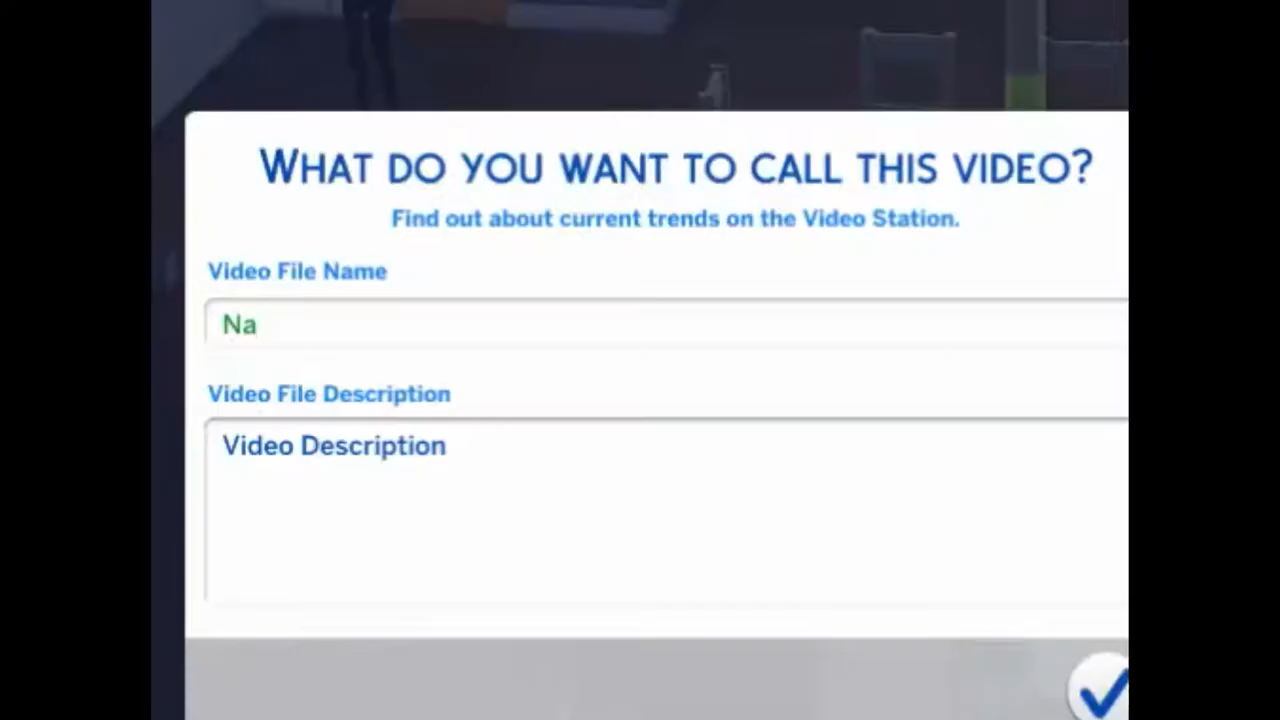 What do you want to call this video?
Find out about current trends on the Video Station.
Video File Name
Na
Video File Description
Video Description